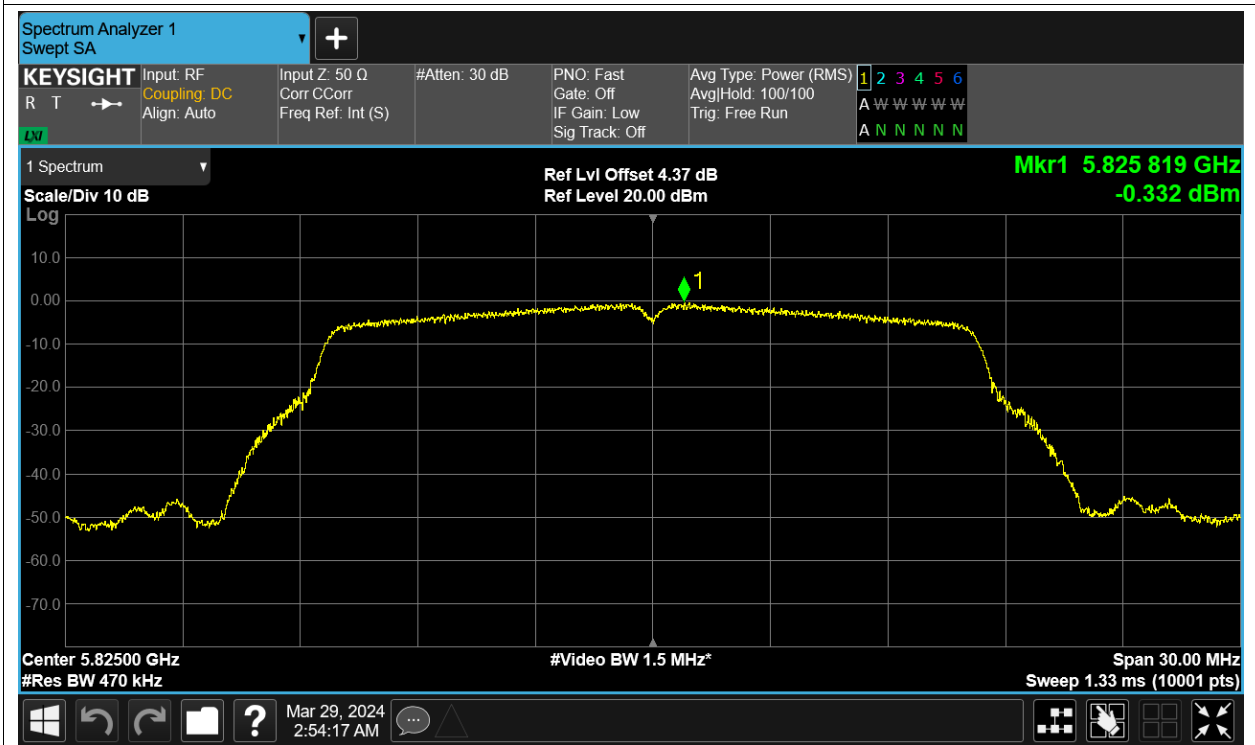 Spectrum Analyzer 1
Swept SA
KEYSIGHT
R T
LXI
Input: RF
Coupling: DC
Align: Auto
Input Z: 50 Ω
Corr CCorr
Freq Ref: Int (S)
#Atten: 30 dB
PNO: Fast
Gate: Off
IF Gain: Low
Sig Track: Off
Avg Type: Power (RMS)
Avg|Hold: 100/100
Trig: Free Run
1 2 3 4 5 6
A W W W W W
A N N N N N
1 Spectrum
Scale/Div 10 dB
Log
Ref Lvl Offset 4.37 dB
Ref Level 20.00 dBm
Mkr1 5.825 819 GHz
-0.332 dBm
1
10.0
0.00
-10.0
-20.0
-30.0
-40.0
-50.0
-60.0
-70.0
Center 5.82500 GHz
#Res BW 470 kHz
#Video BW 1.5 MHz*
Span 30.00 MHz
Sweep 1.33 ms (10001 pts)
?
Mar 29, 2024
2:54:17 AM